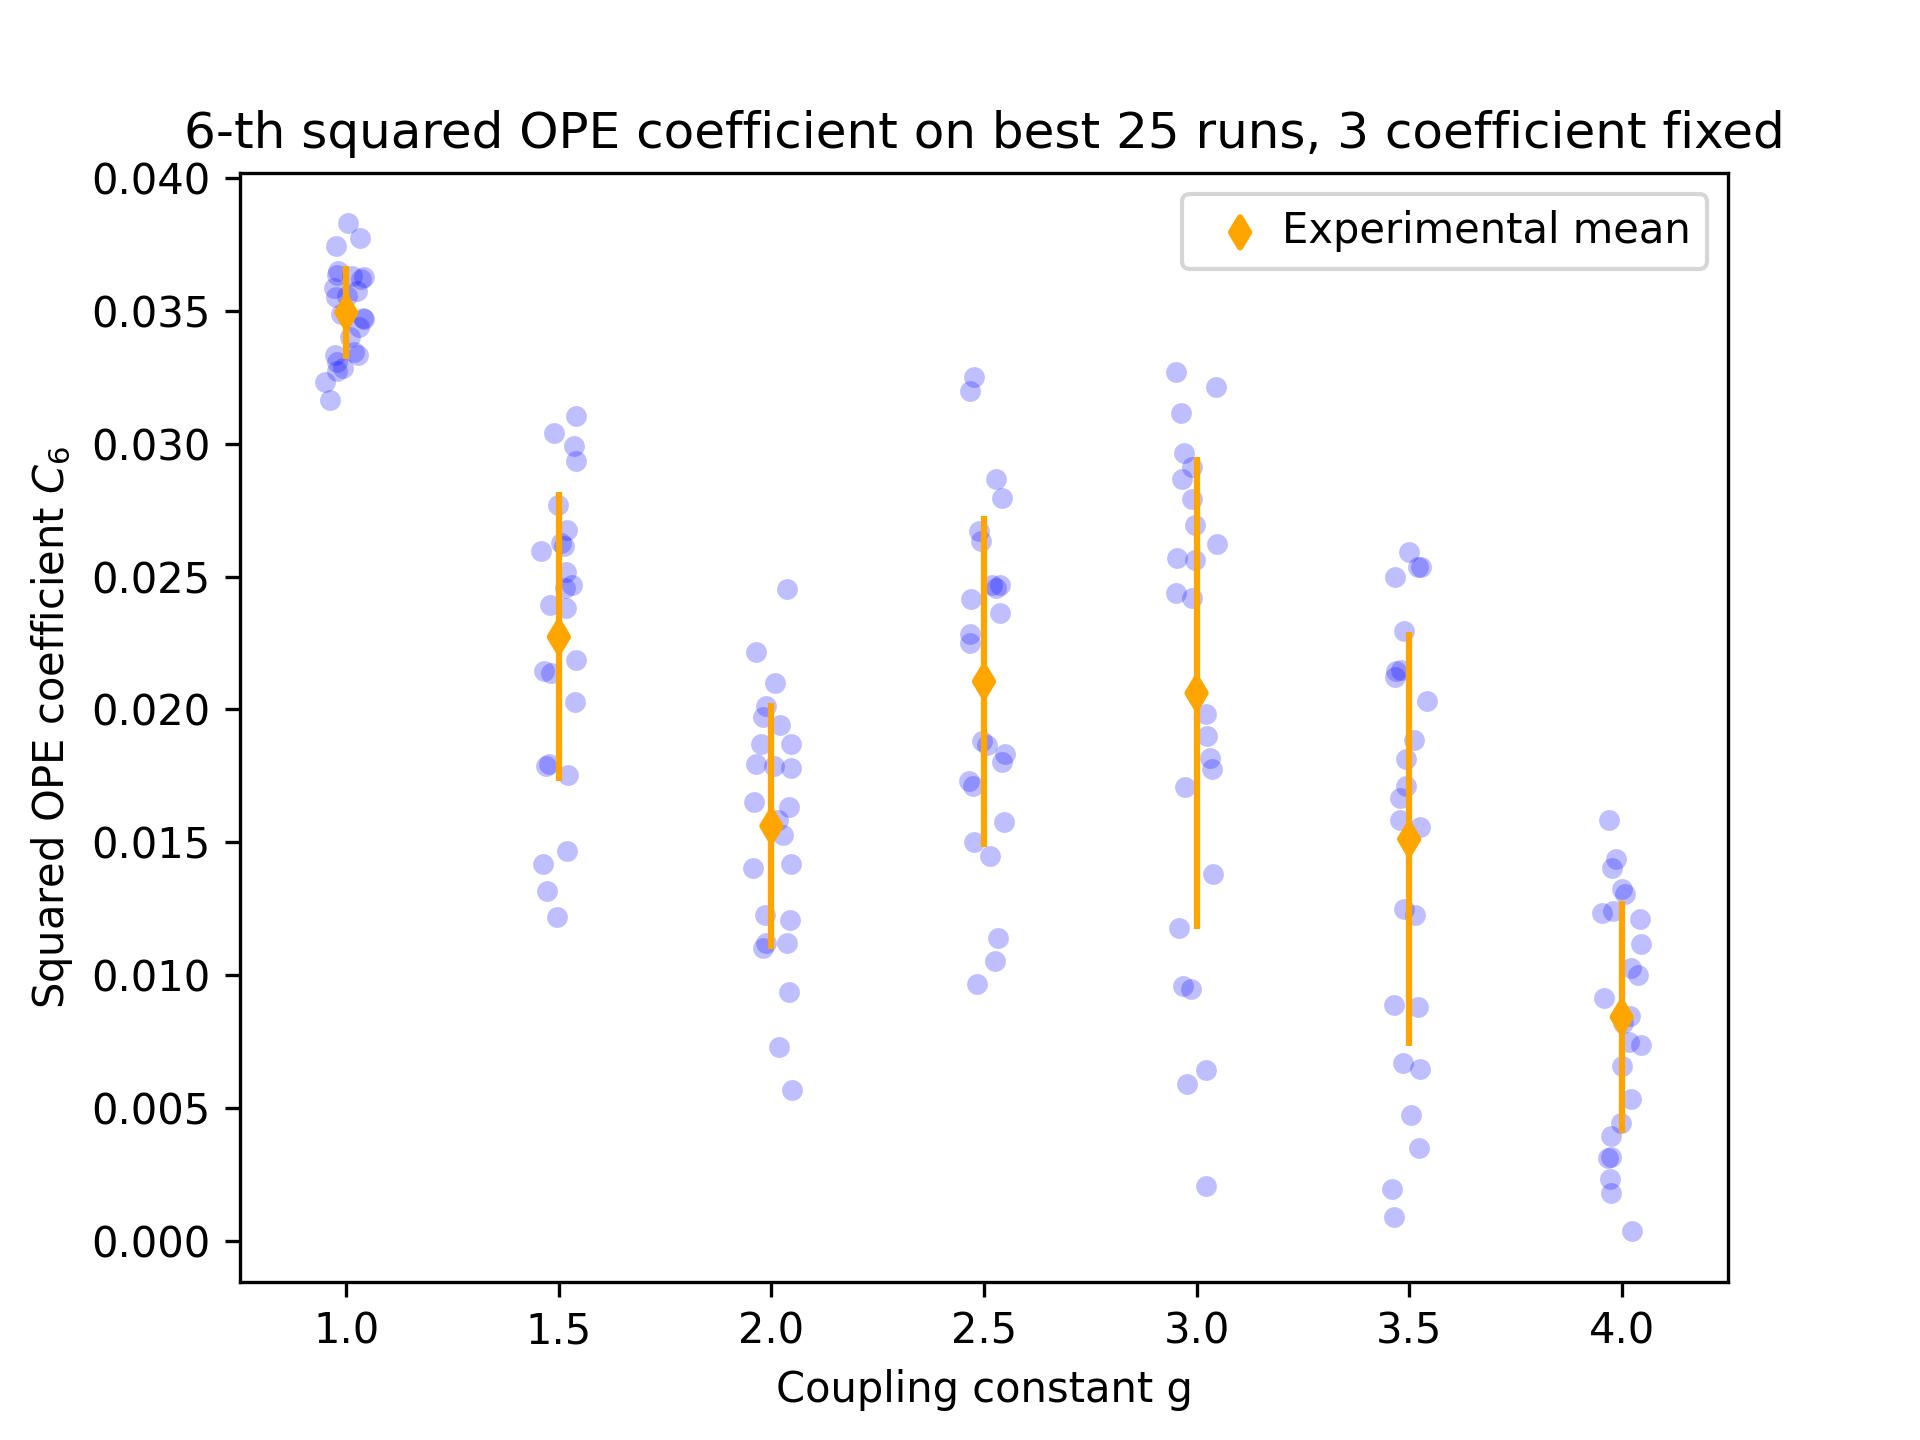 6-th squared OPE coefficient on best 25 runs, 3 coefficient fixed
Experimental mean
Squared OPE coefficient C₆
0.040
0.035
0.030
0.025
0.020
0.015
0.010
0.005
0.000
1.0 1.5 2.0 2.5 3.0 3.5 4.0
Coupling constant g